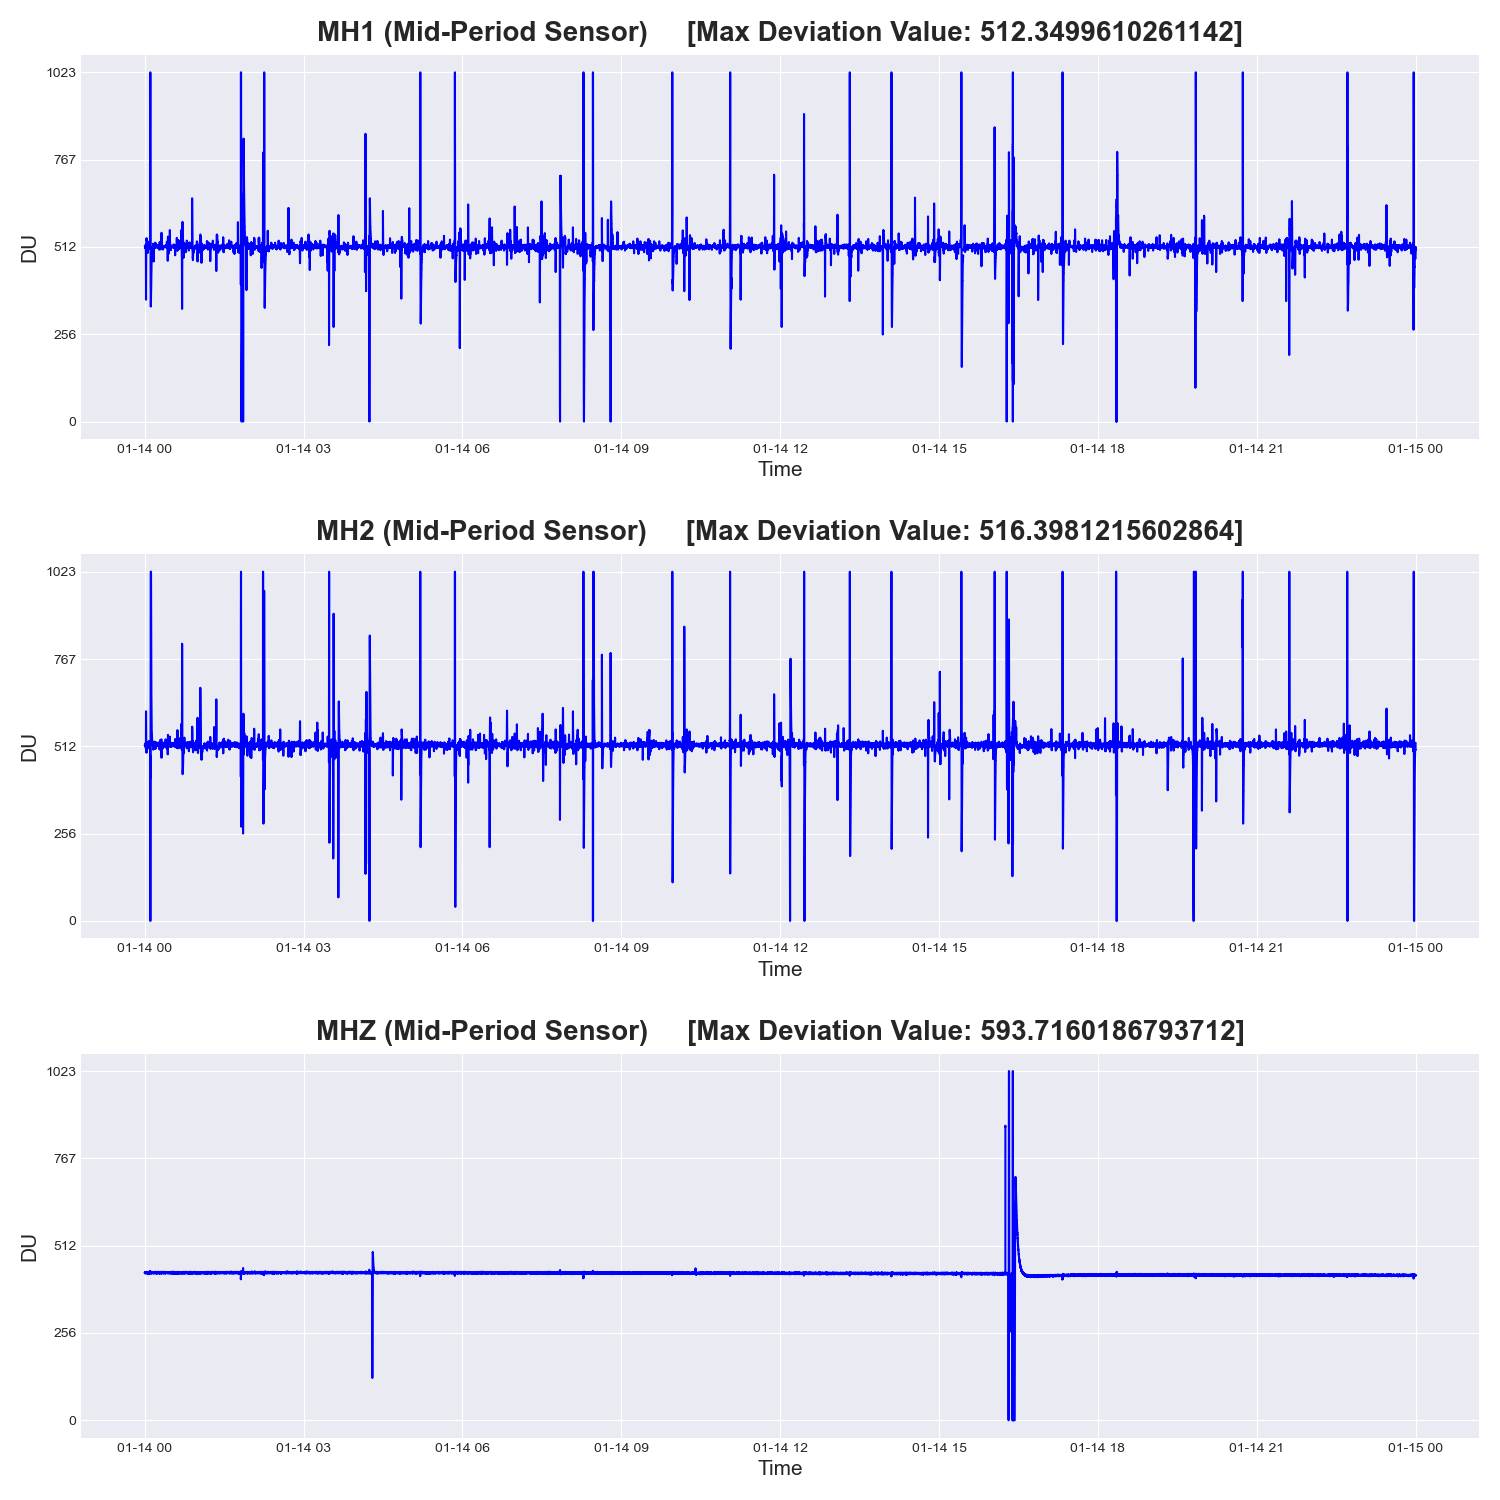 MH1 (Mid-Period Sensor) [Max Deviation Value: 512.3499610261142]
1023
767
512
256
0
DU
01-14 00 01-14 03 01-14 06 01-14 09 01-14 12 01-14 15 01-14 18 01-14 21 01-15 00
Time
MH2 (Mid-Period Sensor) [Max Deviation Value: 516.3981215602864]
1023
767
512
256
0
DU
01-14 00 01-14 03 01-14 06 01-14 09 01-14 12 01-14 15 01-14 18 01-14 21 01-15 00
Time
MHZ (Mid-Period Sensor) [Max Deviation Value: 593.7160186793712]
1023
767
512
256
0
DU
01-14 00 01-14 03 01-14 06 01-14 09 01-14 12 01-14 15 01-14 18 01-14 21 01-15 00
Time